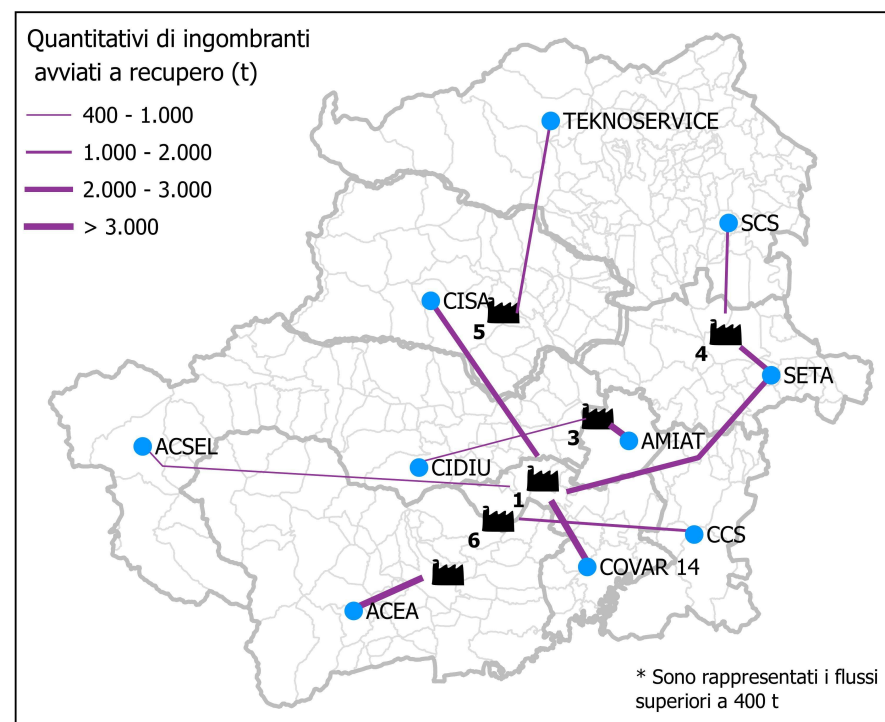 Quantitativi di ingombranti
avviati a recupero (t)
400 - 1.000
1.000 - 2.000
2.000 - 3.000
> 3.000
TEKNOSERVICE
SCS
CISA
5
4
SETA
3
AMIAT
ACSEL
CIDIU
1
6
CCS
COVAR 14
ACEA
* Sono rappresentati i flussi
superiori a 400 t